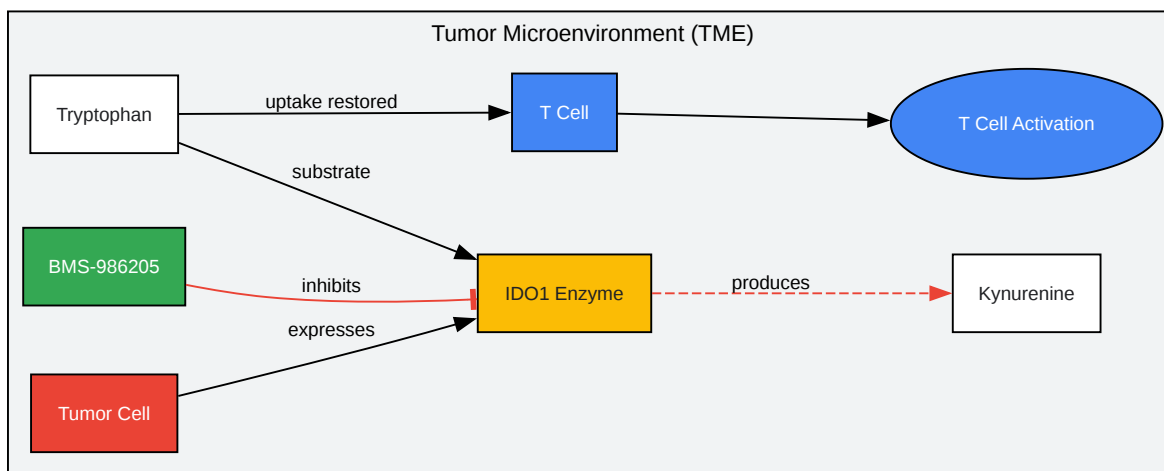 Tumor Microenvironment (TME)
Tryptophan
uptake restored
T Cell
T Cell Activation
substrate
BMS-986205
inhibits
IDO1 Enzyme
produces
Kynurenine
expresses
Tumor Cell